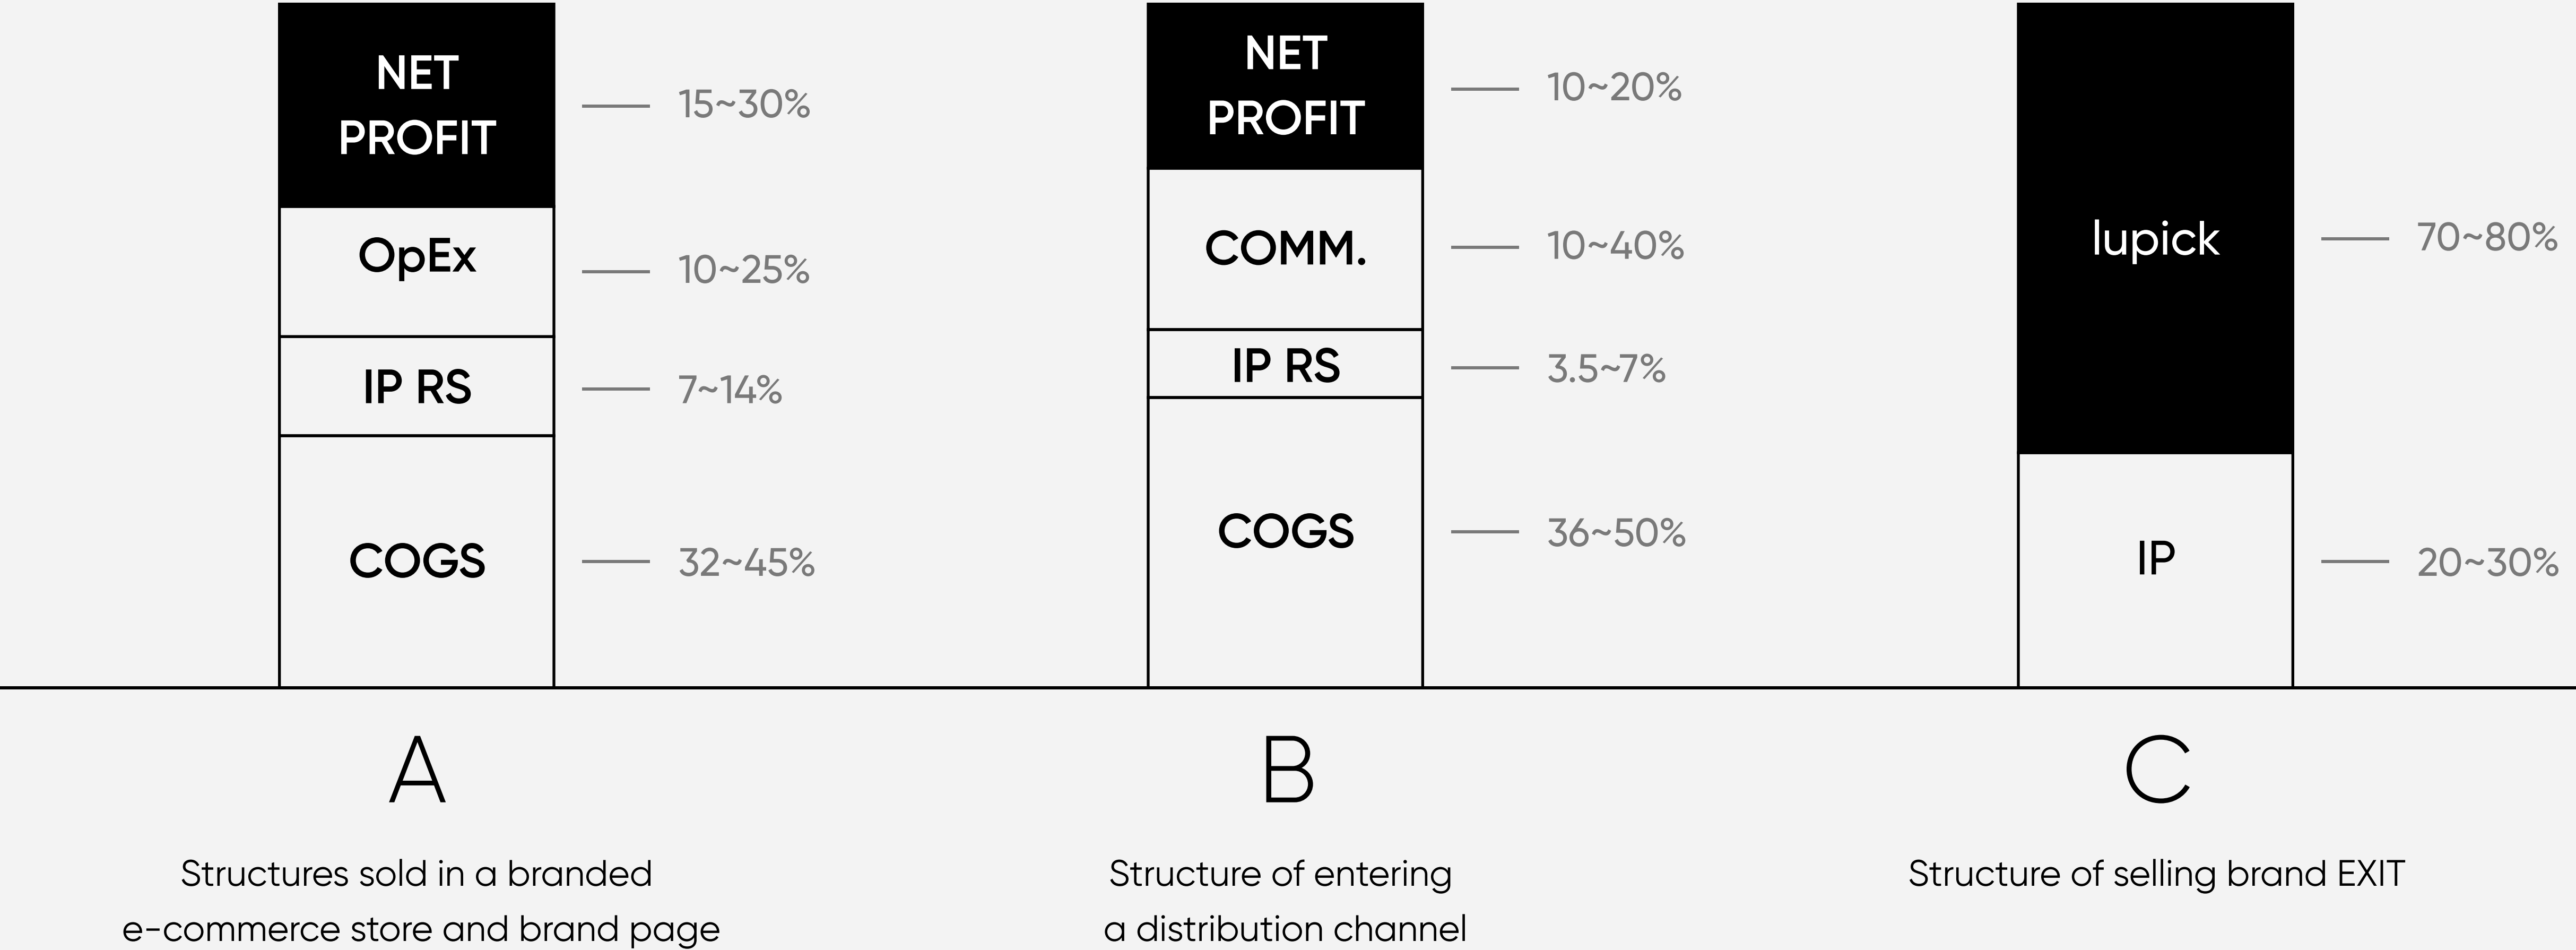 NET
PROFIT
15~30%
OpEx
10~25%
IP RS
7~14%
COGS
32~45%
A
Structures sold in a branded
e-commerce store and brand page
NET
PROFIT
10~20%
COMM.
10~40%
IP RS
3.5~7%
COGS
36~50%
B
Structure of entering
a distribution channel
lupick
70~80%
IP
20~30%
C
Structure of selling brand EXIT